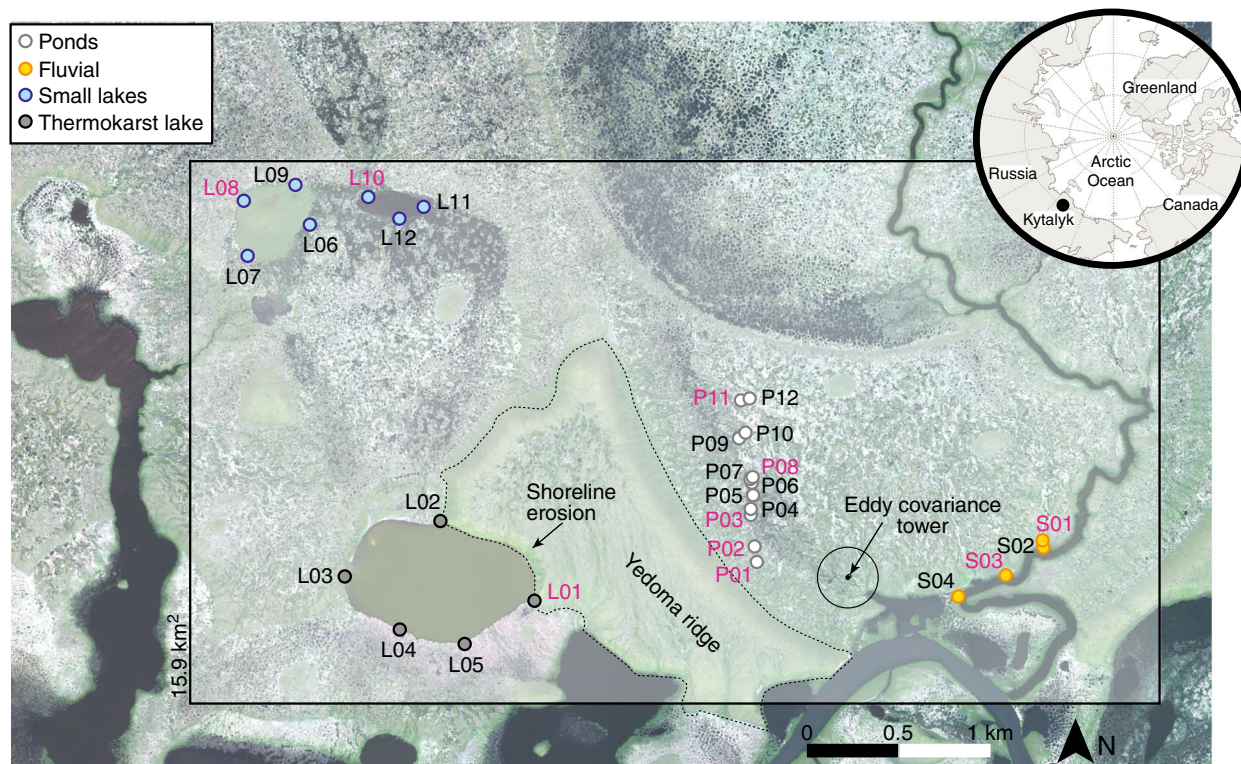 Ponds
Fluvial
Small lakes
Thermokarst lake
Greenland
Arctic
Ocean
Russia
Canada
Kytalyk
L09
L10
L08
L11
L06
L12
L07
P11
P12
P10
P09
P07
P08
P06
P05
P04
P03
P02
P01
L02
Shoreline
erosion
Eddy covariance
tower
S01
S02
S03
S04
L03
L01
Yedoma ridge
L04
L05
15.9 km²
0 0.5 1 km
N